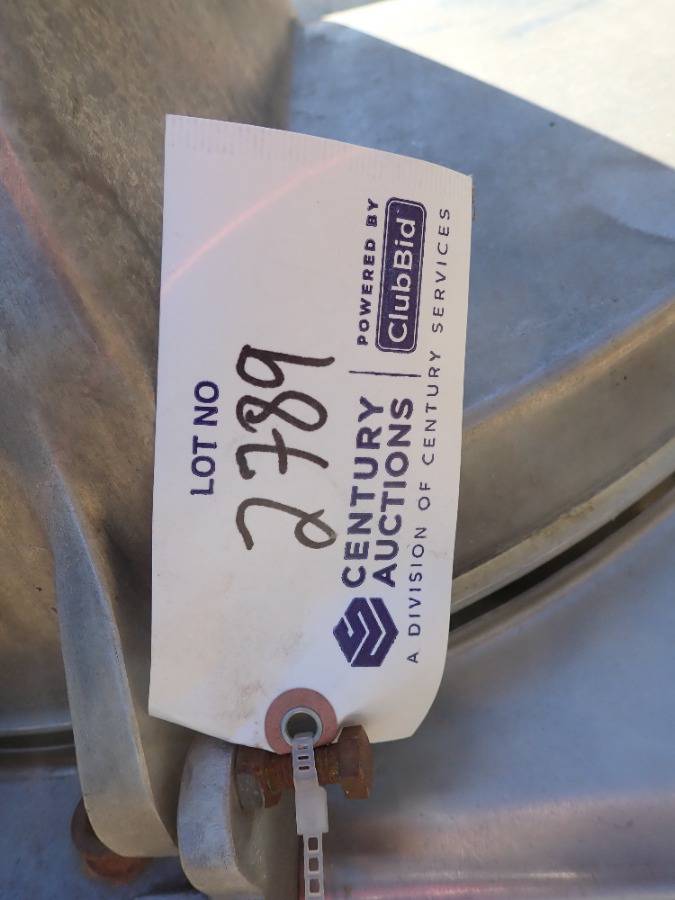 LOT NO
2789
CENTURY AUCTIONS
POWERED BY
ClubBid
A DIVISION OF CENTURY SERVICES